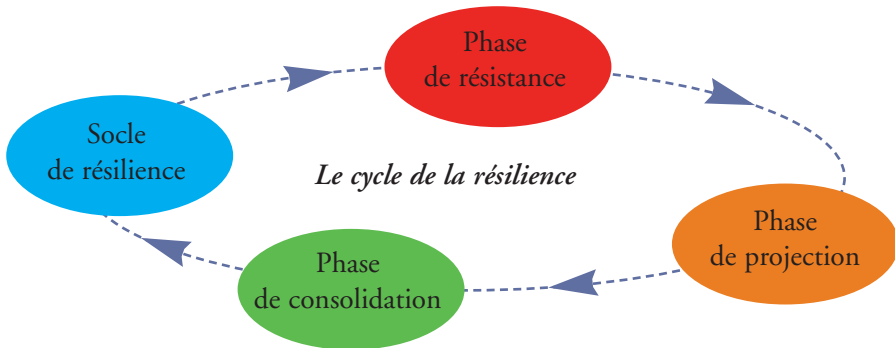 Phase
de résistance
Socle
de résilience
Le cycle de la résilience
Phase
de projection
Phase
de consolidation